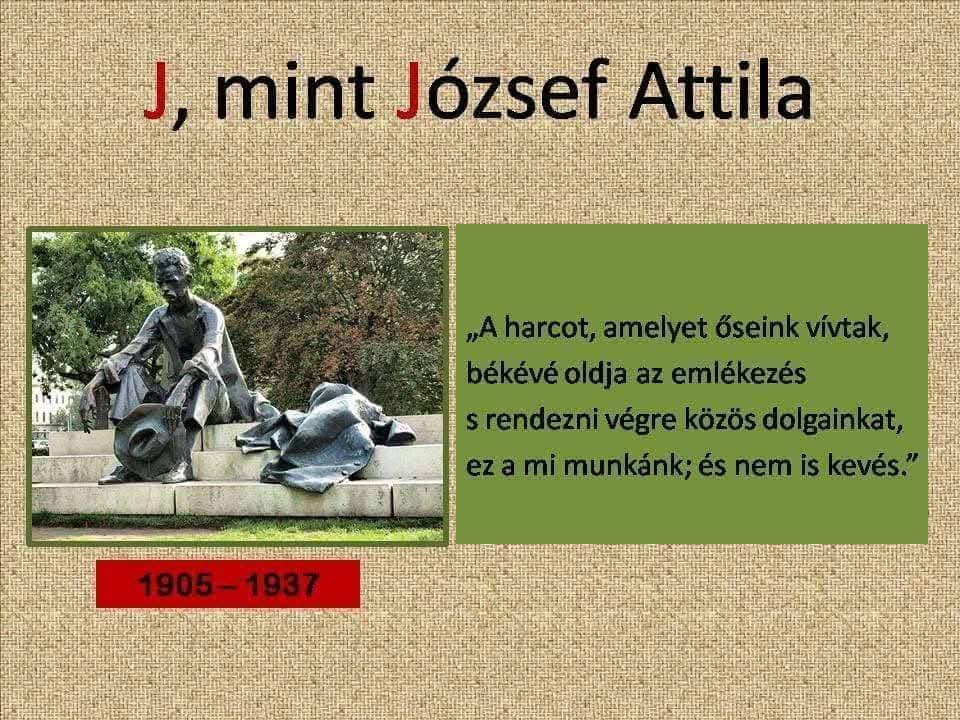 J, mint József Attila
„A harcot, amelyet őseink vívtak,
békévé oldja az emlékezés
s rendezni végre közös dolgainkat,
ez a mi munkánk; és nem is kevés.”
1905 – 1937